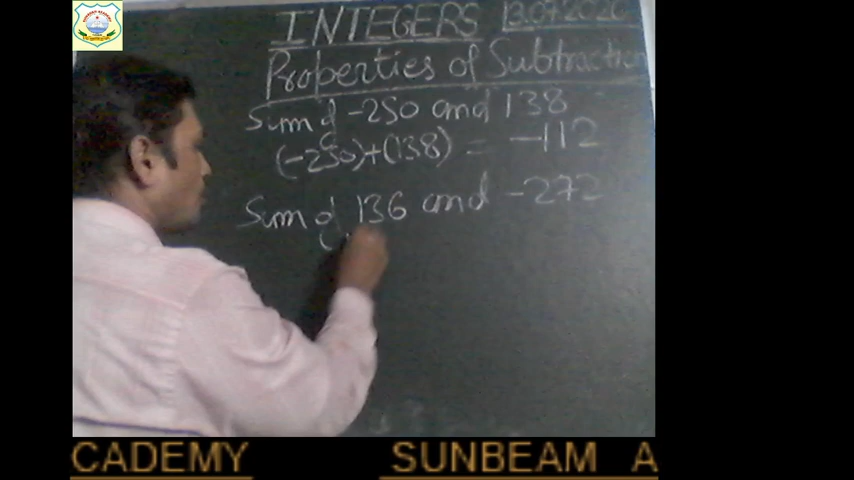 INTEGERS 13.07.2020
Properties of Subtraction
Sum of -250 and 138
(-250)+(138) = -112
Sum of 136 and -272
(
CADEMY SUNBEAM A